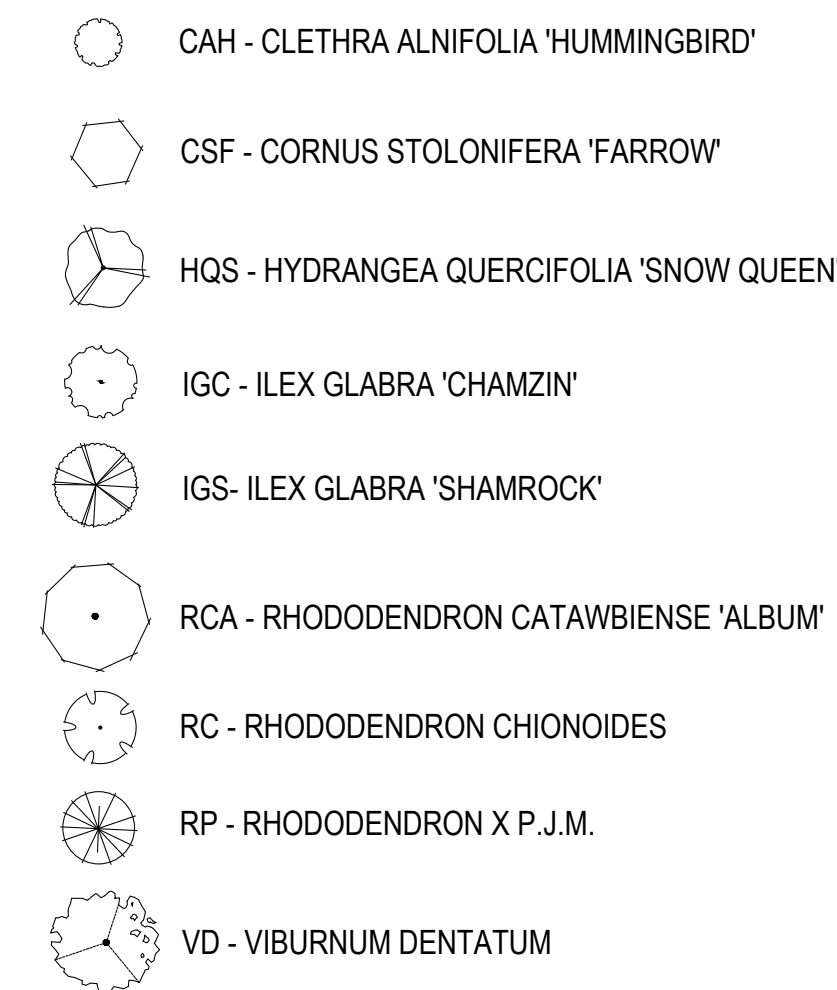 CAH - CLETHRA ALNIFOLIA 'HUMMINGBIRD'
CSF - CORNUS STOLONIFERA 'FARROW'
HQS - HYDRANGEA QUERCIFOLIA 'SNOW QUEEN'
IGC - ILEX GLABRA 'CHAMZIN'
IGS- ILEX GLABRA 'SHAMROCK'
RCA - RHODODENDRON CATAWBIENSE 'ALBUM'
RC - RHODODENDRON CHIONOIDES
RP - RHODODENDRON X P.J.M.
VD - VIBURNUM DENTATUM